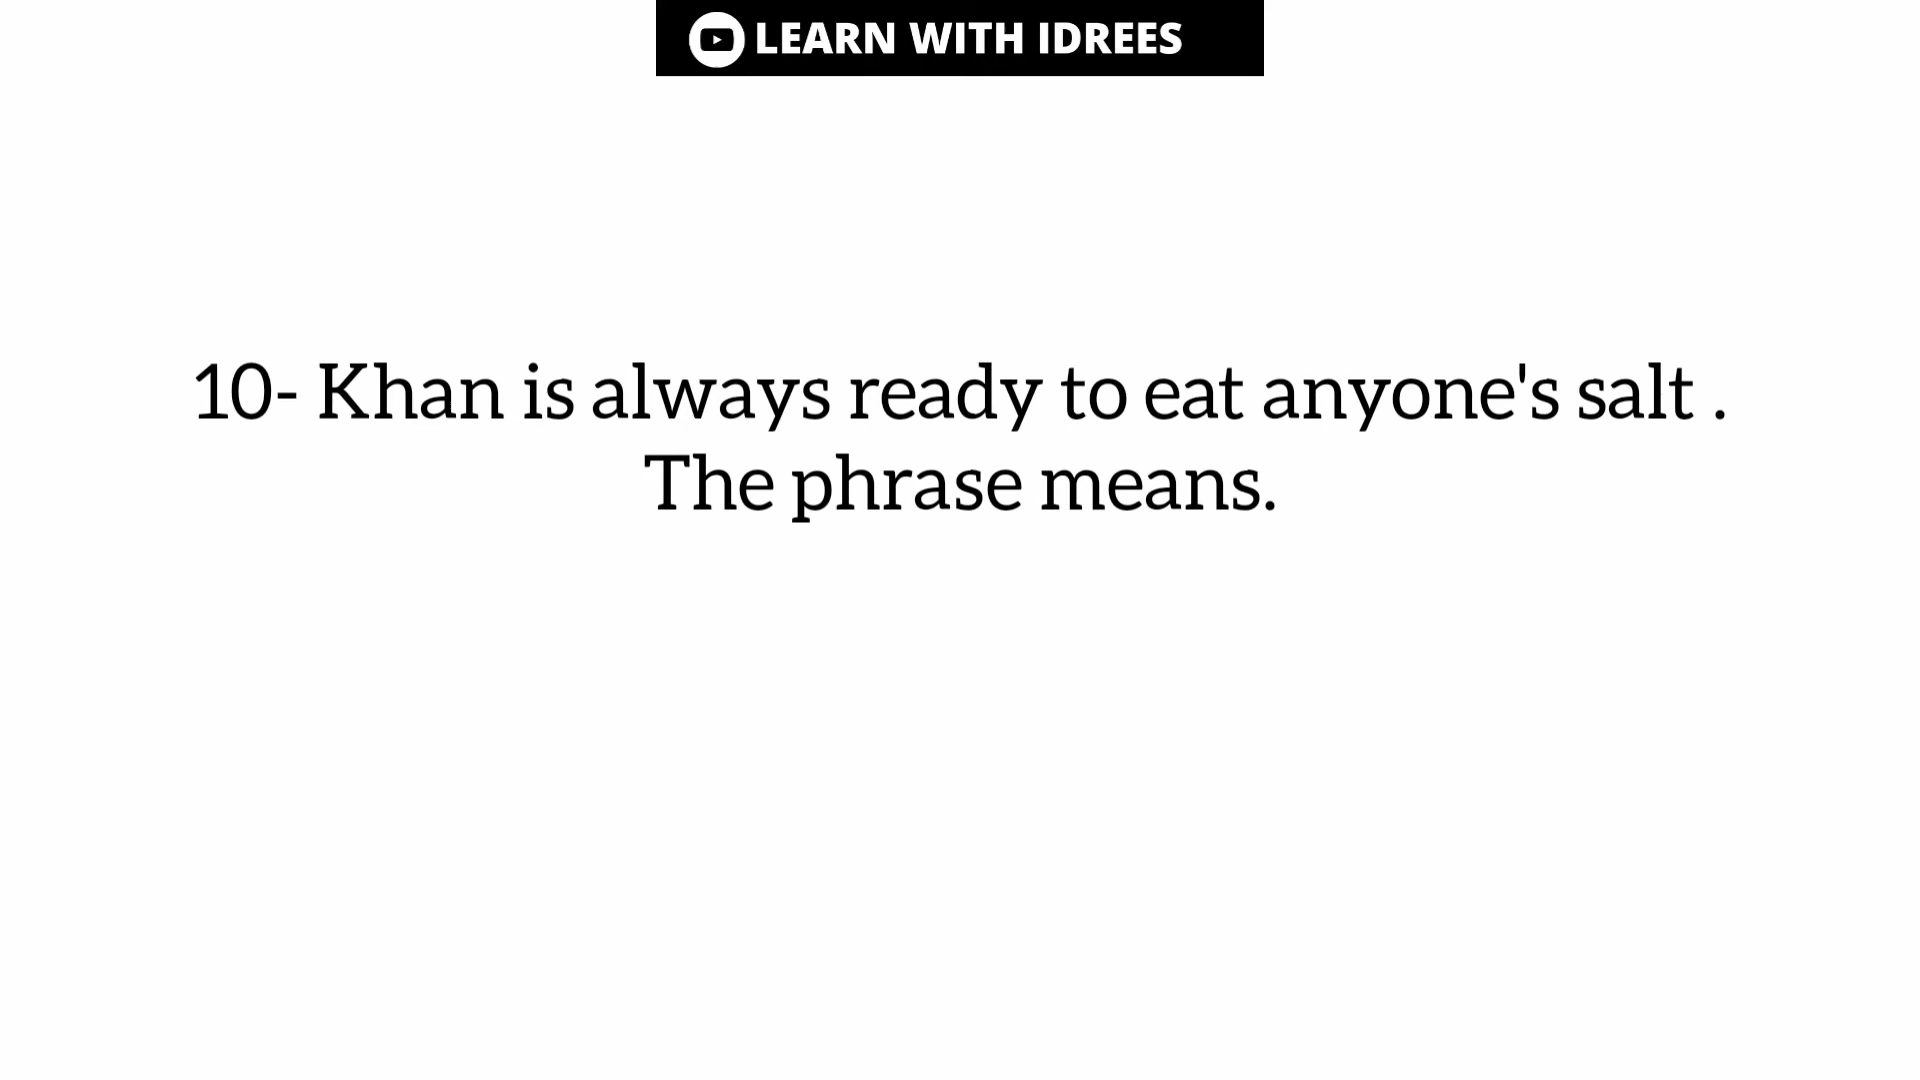 LEARN WITH IDREES
10- Khan is always ready to eat anyone's salt .
The phrase means.